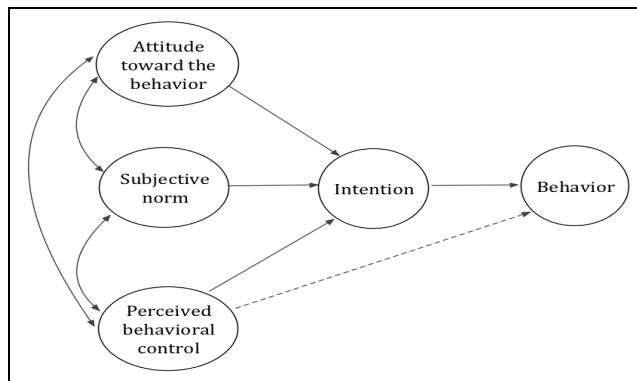 Attitude
toward the
behavior
Subjective
norm
Intention
Behavior
Perceived
behavioral
control